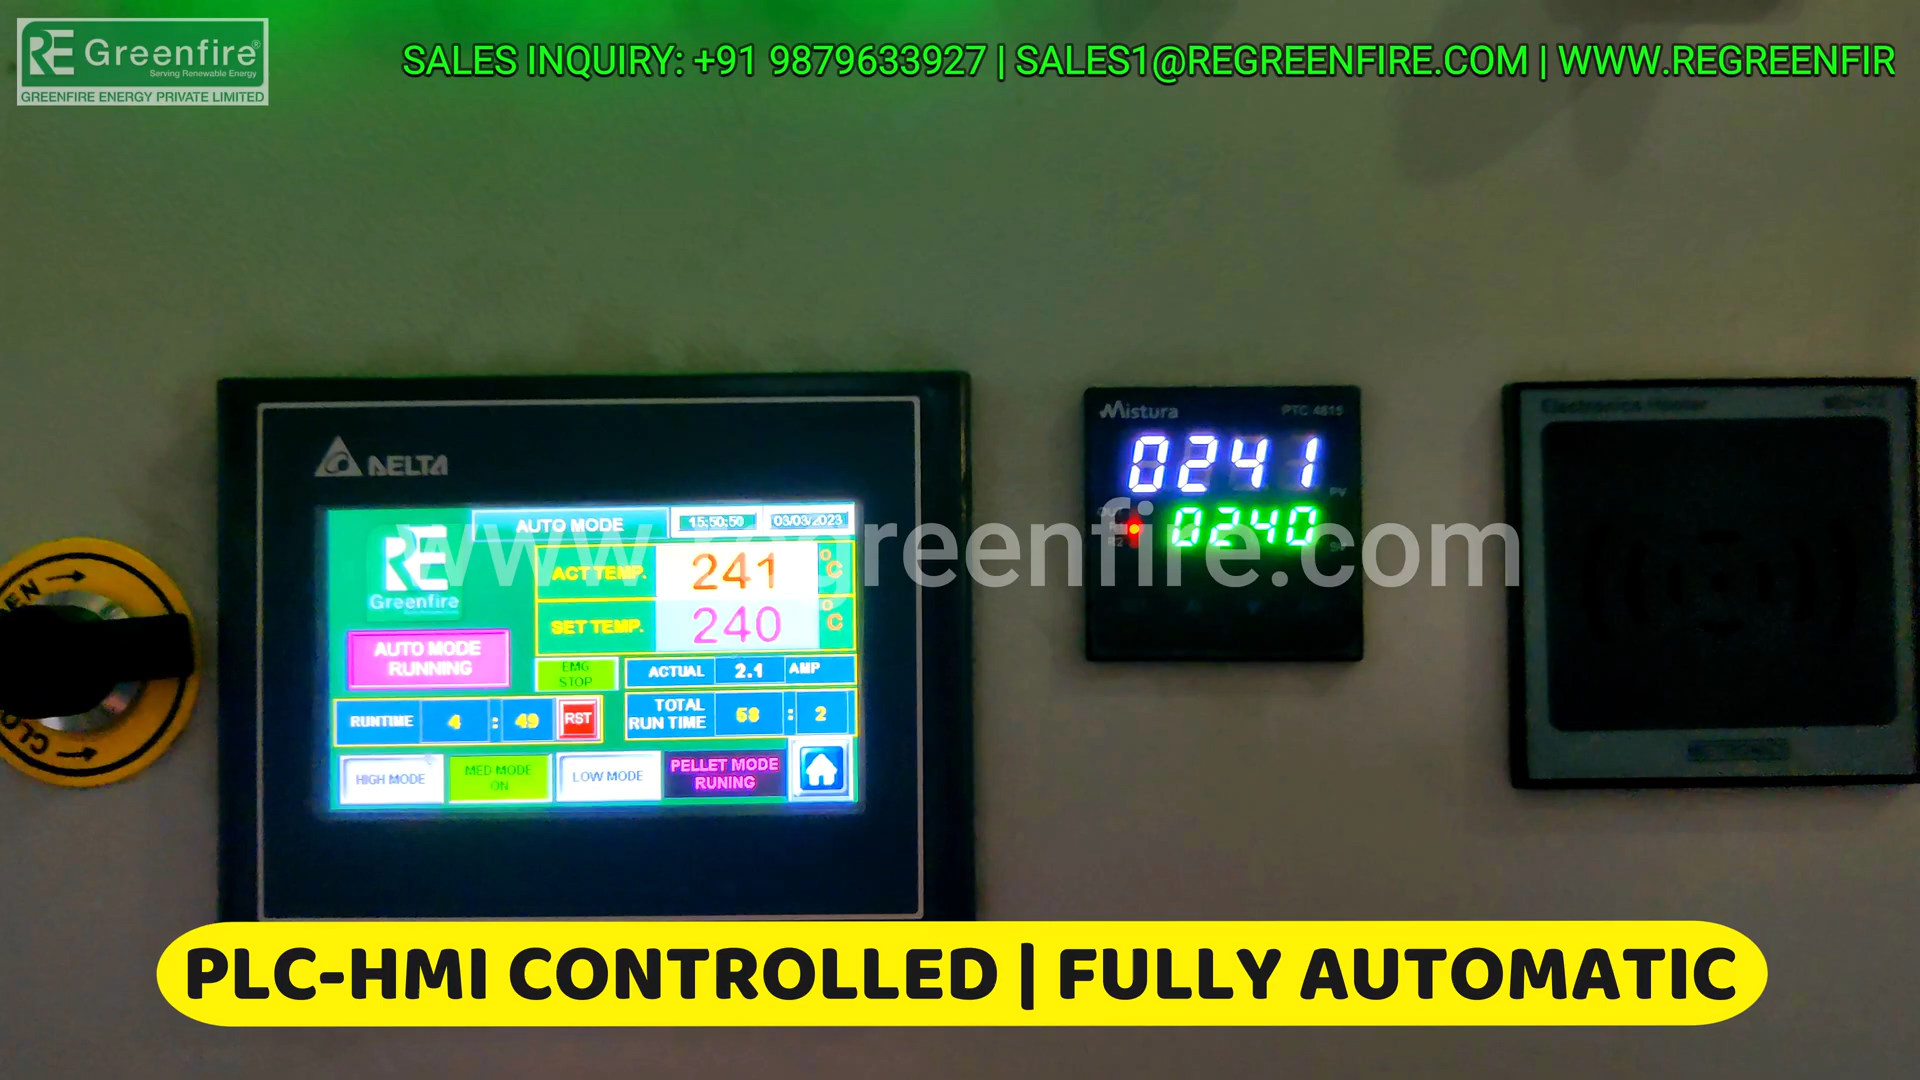 RE Greenfire®
Serving Renewable Energy
GREENFIRE ENERGY PRIVATE LIMITED
SALES INQUIRY: +91 9879633927 | SALES1@REGREENFIRE.COM | WWW.REGREENFIR
DELTA
AUTO MODE
15:50:50
03/03/2023
RE
Greenfire
ACT TEMP.
241
°C
SET TEMP.
240
°C
AUTO MODE
RUNNING
EMG
STOP
ACTUAL 2.1 AMP
RUNTIME 4 : 49 RST
TOTAL
RUN TIME
58 : 2
HIGH MODE
MED MODE
ON
LOW MODE
PELLET MODE
RUNING
Mistura
PTC 4815
0241
PV
0240
Electronics Hooter
www.regreenfire.com
OPEN
CLOSE
PLC-HMI CONTROLLED | FULLY AUTOMATIC